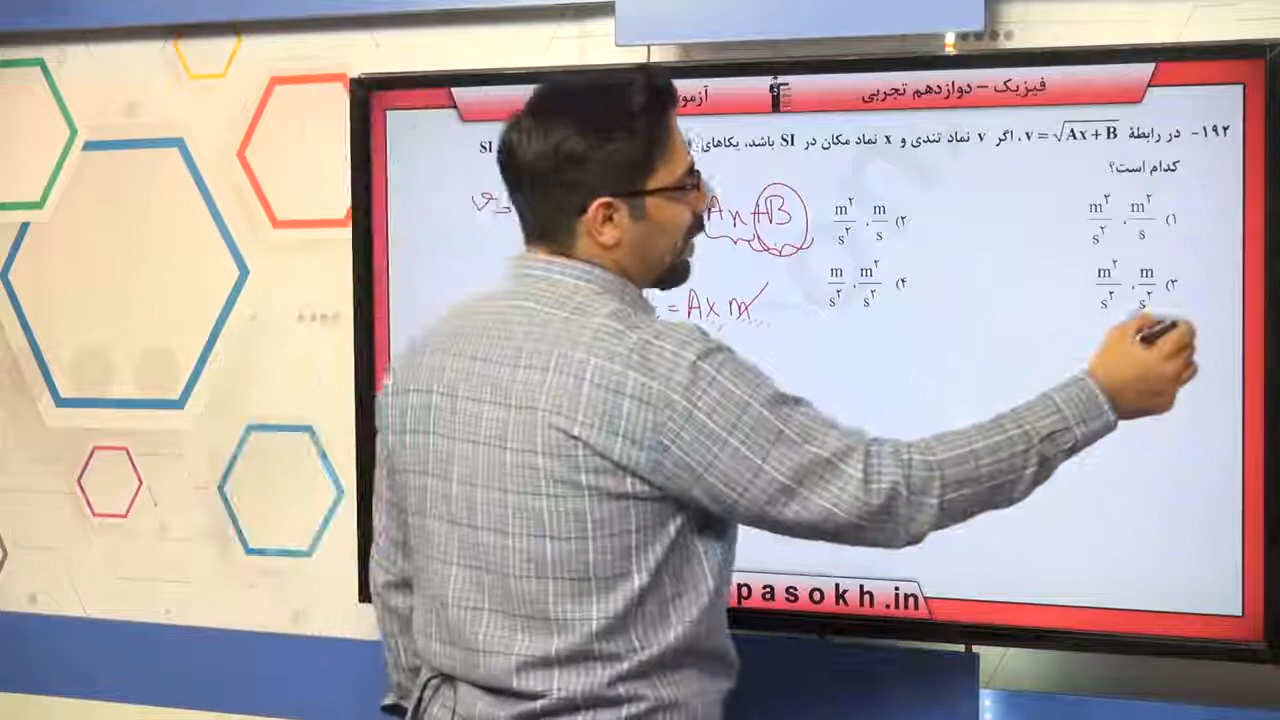 فیزیک – دوازدهم تجربی
آزمو
۱۹۲- در رابطهٔ v = √Ax + B، اگر v نماد تندی و x نماد مکان در SI باشد، یکاهای SI
کدام است؟
۱) m²/s ، m²/s²
۲) m/s ، m²/s²
۳) m/s² ، m²/s²
۴) m²/s² ، m/s²
v =
Ax+B
= A x m
pasokh.in